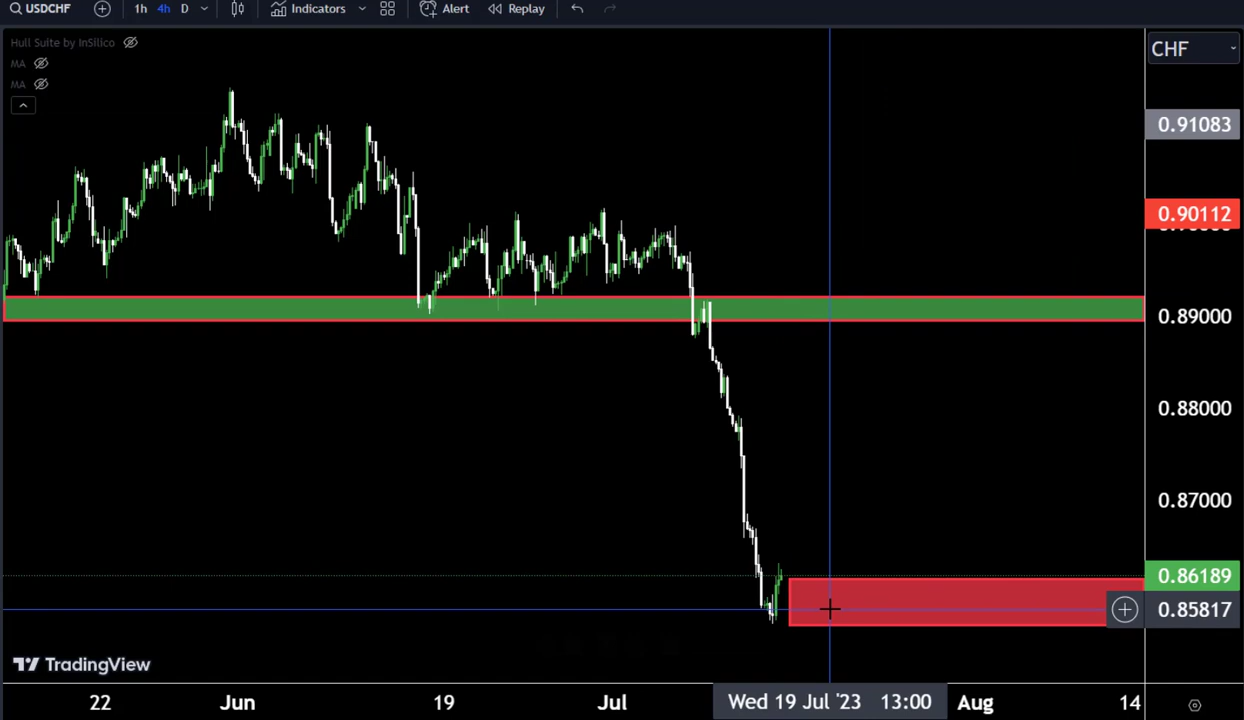 USDCHF 1h 4h D Indicators Alert Replay
Hull Suite by InSilico
MA
MA
CHF
0.91083
0.90112
0.89000
0.88000
0.87000
0.86189
0.85817
TradingView
22 Jun 19 Jul Wed 19 Jul '23 13:00 Aug 14